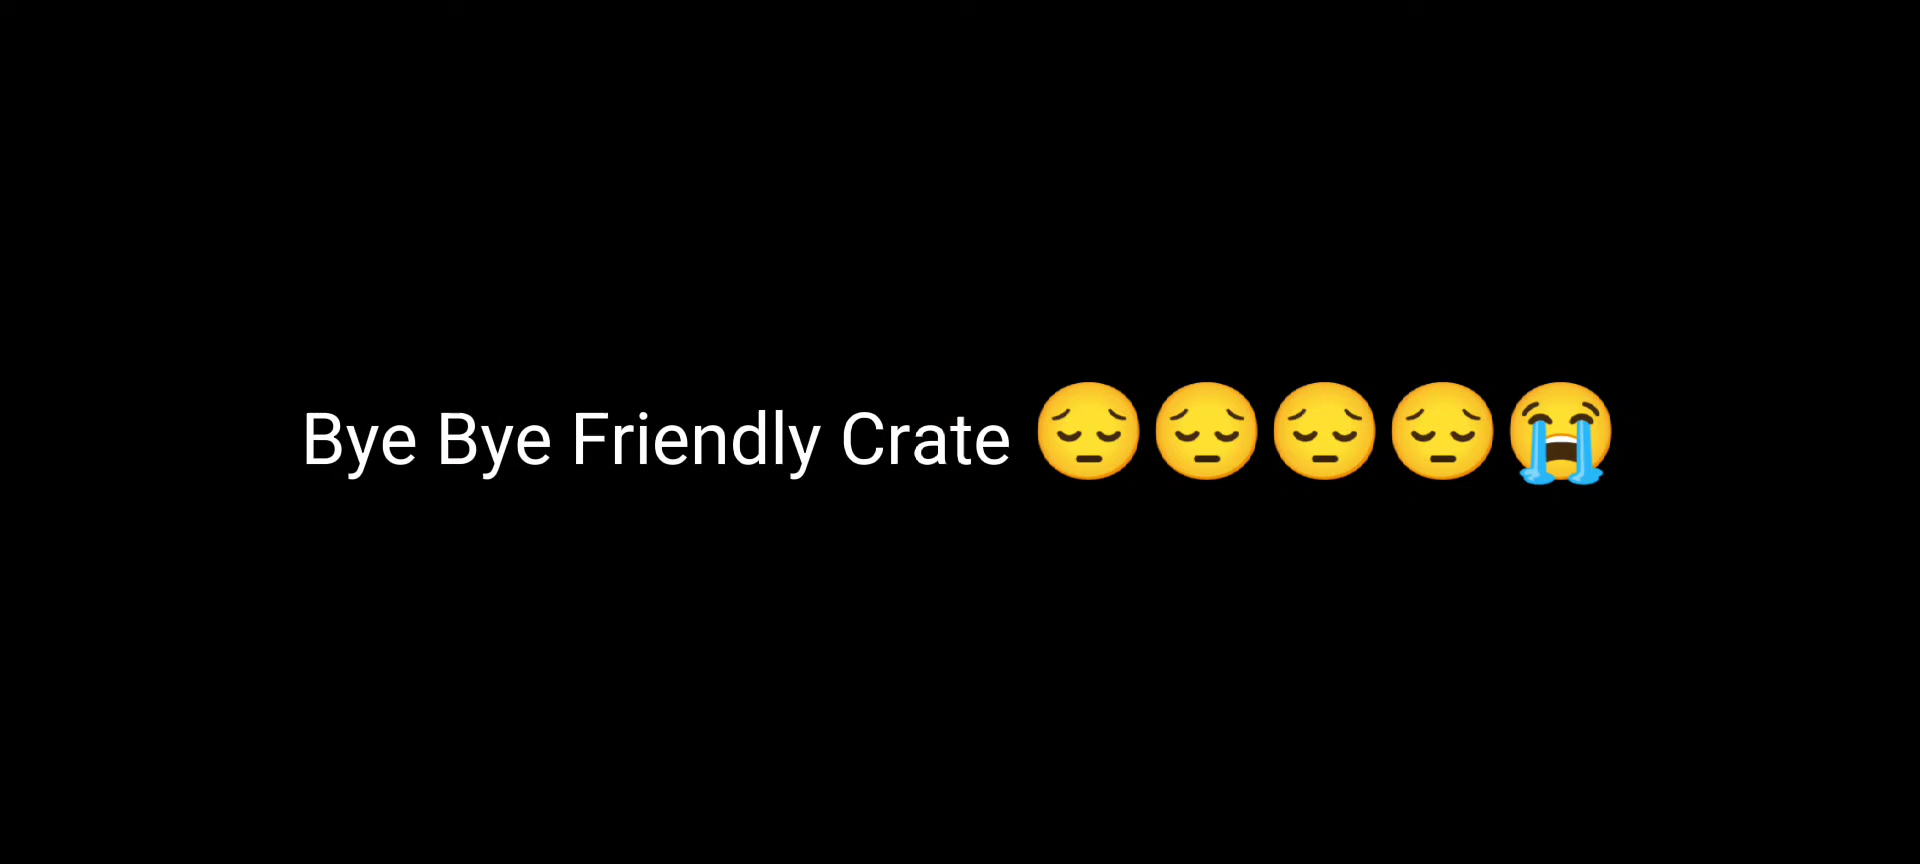 Bye Bye Friendly Crate 😔😔😔😔😭